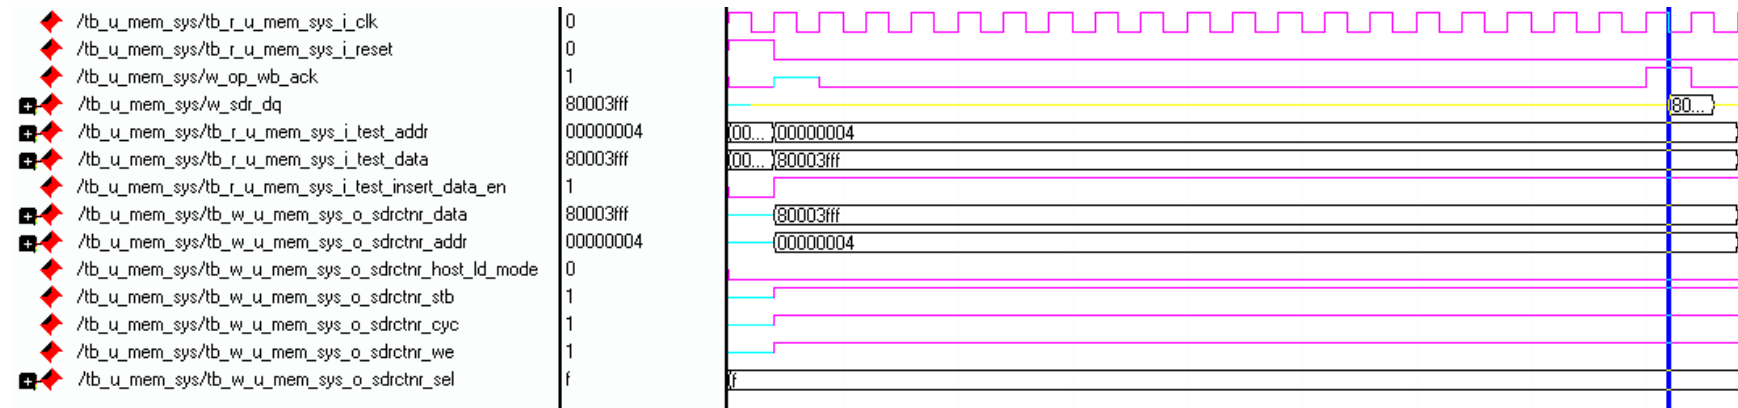 /tb_u_mem_sys/tb_r_u_mem_sys_i_clk 0
/tb_u_mem_sys/tb_r_u_mem_sys_i_reset 0
/tb_u_mem_sys/w_op_wb_ack 1
/tb_u_mem_sys/w_sdr_dq 80003fff 80...
/tb_u_mem_sys/tb_r_u_mem_sys_i_test_addr 00000004 00... 00000004
/tb_u_mem_sys/tb_r_u_mem_sys_i_test_data 80003fff 00... 80003fff
/tb_u_mem_sys/tb_r_u_mem_sys_i_test_insert_data_en 1
/tb_u_mem_sys/tb_w_u_mem_sys_o_sdrctnr_data 80003fff 80003fff
/tb_u_mem_sys/tb_w_u_mem_sys_o_sdrctnr_addr 00000004 00000004
/tb_u_mem_sys/tb_w_u_mem_sys_o_sdrctnr_host_ld_mode 0
/tb_u_mem_sys/tb_w_u_mem_sys_o_sdrctnr_stb 1
/tb_u_mem_sys/tb_w_u_mem_sys_o_sdrctnr_cyc 1
/tb_u_mem_sys/tb_w_u_mem_sys_o_sdrctnr_we 1
/tb_u_mem_sys/tb_w_u_mem_sys_o_sdrctnr_sel f f